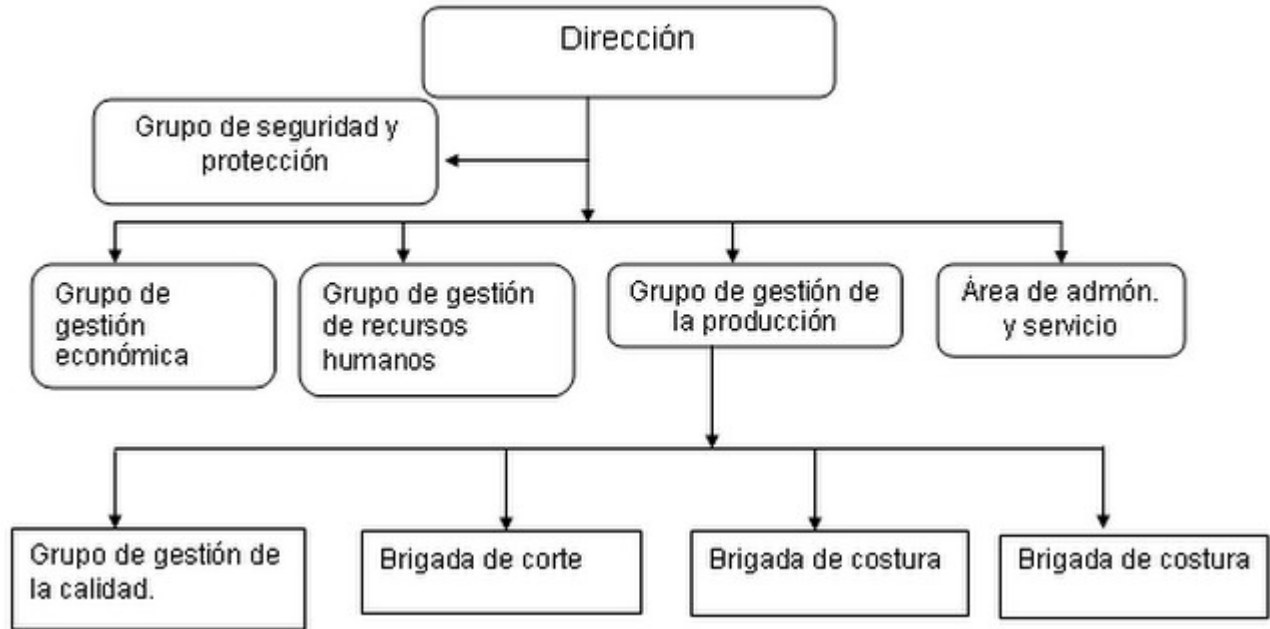 Dirección
Grupo de seguridad y
protección
Grupo de
gestión
económica
Grupo de gestión
de recursos
humanos
Grupo de gestión de
la producción
Área de admón.
y servicio
Grupo de gestión de
la calidad.
Brigada de corte
Brigada de costura
Brigada de costura